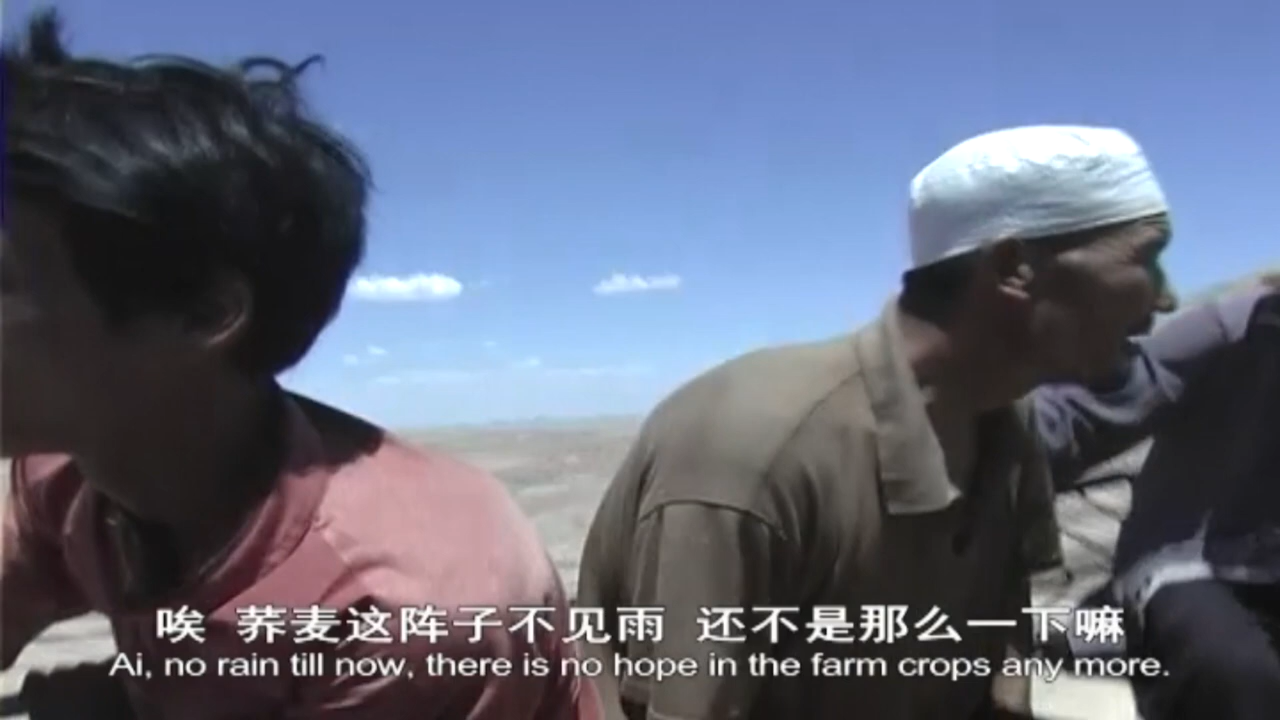 唉 荞麦这阵子不见雨 还不是那么一下嘛
Ai, no rain till now, there is no hope in the farm crops any more.